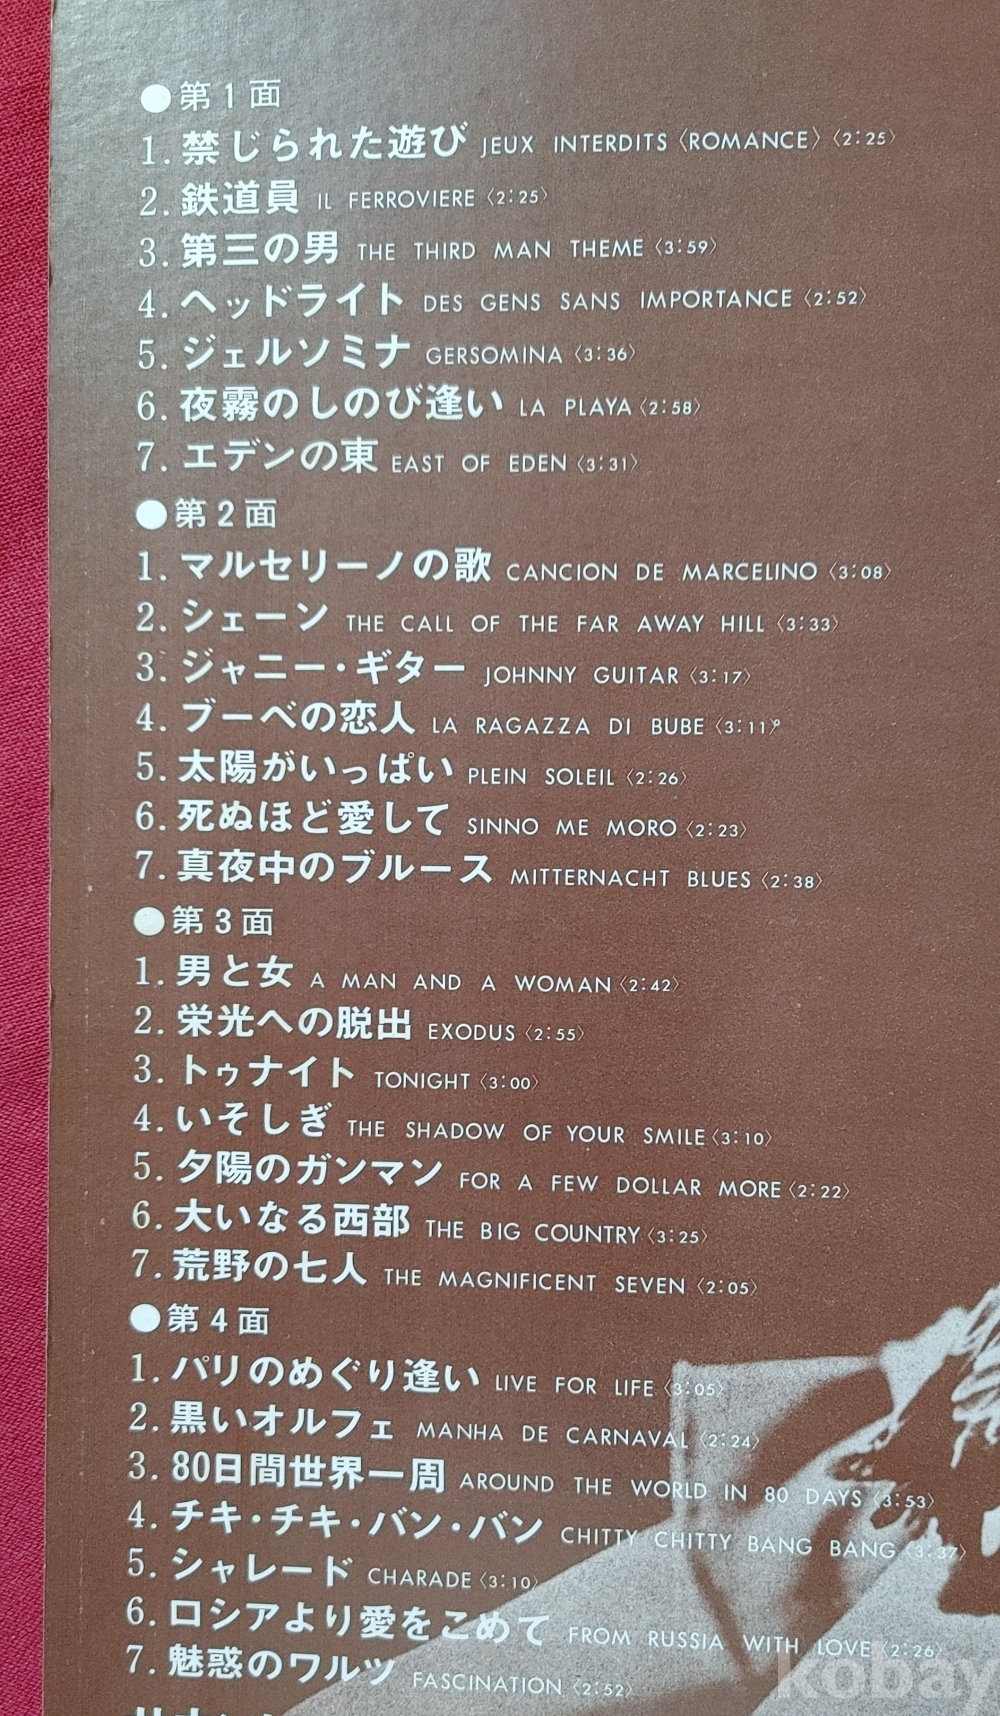 ●第1面
1. 禁じられた遊び JEUX INTERDITS〈ROMANCE〉〈2:25〉
2. 鉄道員 IL FERROVIERE〈2:25〉
3. 第三の男 THE THIRD MAN THEME〈3:59〉
4. ヘッドライト DES GENS SANS IMPORTANCE〈2:52〉
5. ジェルソミナ GERSOMINA〈3:36〉
6. 夜霧のしのび逢い LA PLAYA〈2:58〉
7. エデンの東 EAST OF EDEN〈3:31〉
●第2面
1. マルセリーノの歌 CANCION DE MARCELINO〈3:08〉
2. シェーン THE CALL OF THE FAR AWAY HILL〈3:33〉
3. ジャニー・ギター JOHNNY GUITAR〈3:17〉
4. ブーベの恋人 LA RAGAZZA DI BUBE〈3:11〉
5. 太陽がいっぱい PLEIN SOLEIL〈2:26〉
6. 死ぬほど愛して SINNO ME MORO〈2:23〉
7. 真夜中のブルース MITTERNACHT BLUES〈2:38〉
●第3面
1. 男と女 A MAN AND A WOMAN〈2:42〉
2. 栄光への脱出 EXODUS〈2:55〉
3. トゥナイト TONIGHT〈3:00〉
4. いそしぎ THE SHADOW OF YOUR SMILE〈3:10〉
5. 夕陽のガンマン FOR A FEW DOLLAR MORE〈2:22〉
6. 大いなる西部 THE BIG COUNTRY〈3:25〉
7. 荒野の七人 THE MAGNIFICENT SEVEN〈2:05〉
●第4面
1. パリのめぐり逢い LIVE FOR LIFE〈3:05〉
2. 黒いオルフェ MANHA DE CARNAVAL〈2:24〉
3. 80日間世界一周 AROUND THE WORLD IN 80 DAYS〈3:53〉
4. チキ・チキ・バン・バン CHITTY CHITTY BANG BANG〈3:37〉
5. シャレード CHARADE〈3:10〉
6. ロシアより愛をこめて FROM RUSSIA WITH LOVE〈2:26〉
7. 魅惑のワルツ FASCINATION〈2:52〉
kobay